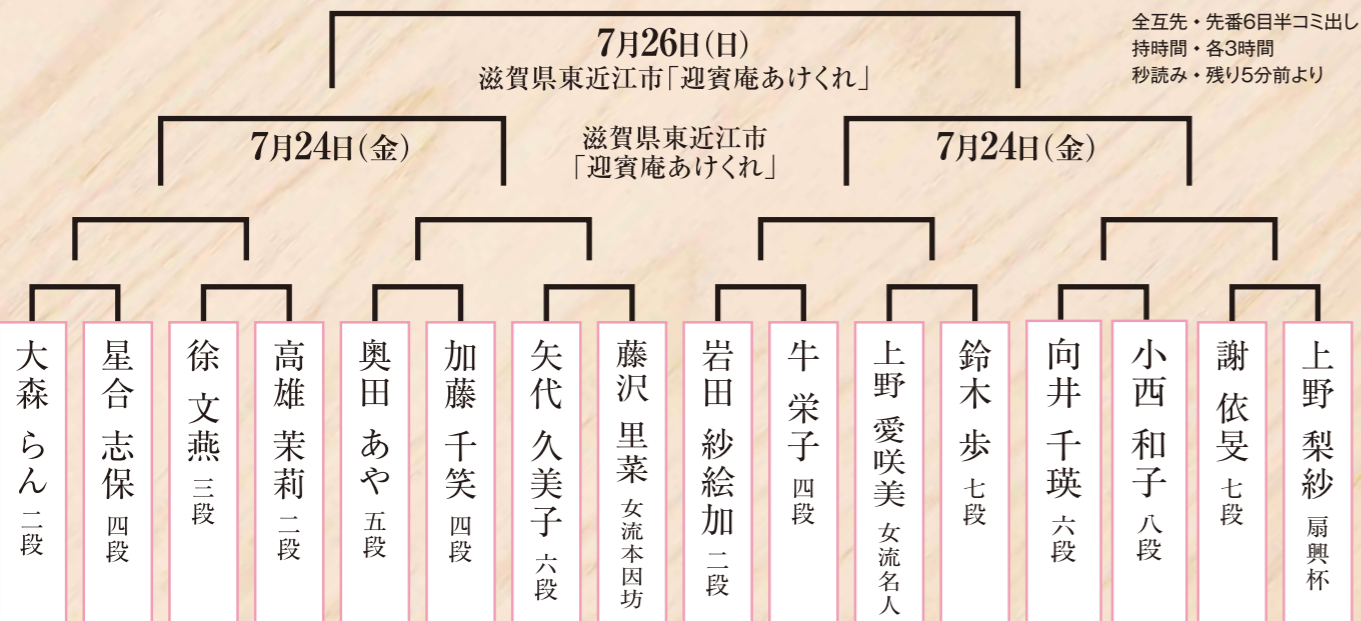 全互先・先番6目半コミ出し
持時間・各3時間
秒読み・残り5分前より
7月26日(日)
滋賀県東近江市「迎賓庵あけくれ」
7月24日(金)
滋賀県東近江市
「迎賓庵あけくれ」
7月24日(金)
大森 らん 二段
星合 志保 四段
徐 文燕 三段
高雄 茉莉 二段
奥田 あや 五段
加藤 千笑 四段
矢代 久美子 六段
藤沢 里菜 女流本因坊
岩田 紗絵加 二段
牛 栄子 四段
上野 愛咲美 女流名人
鈴木 歩 七段
向井 千瑛 六段
小西 和子 八段
謝 依旻 七段
上野 梨紗 扇興杯